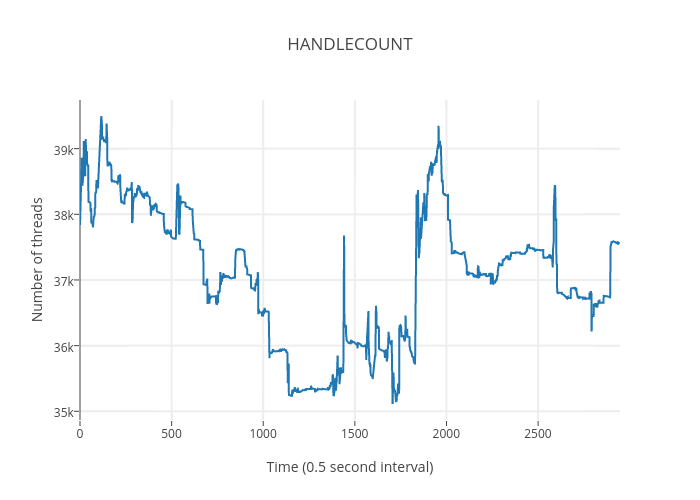 HANDLECOUNT
Number of threads
39k
38k
37k
36k
35k
0 500 1000 1500 2000 2500
Time (0.5 second interval)